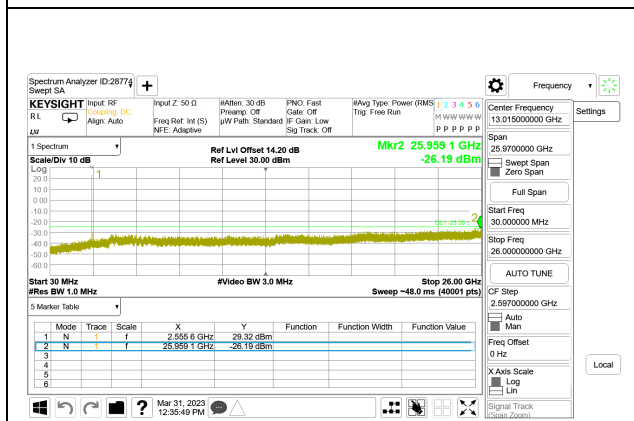 Spectrum Analyzer ID:28774
Swept SA
Frequency
KEYSIGHT
RL
Input: RF
Coupling: DC
Align: Auto
Input Z: 50 Ω
Freq Ref: Int (S)
NFE: Adaptive
#Atten: 30 dB
Preamp: Off
µW Path: Standard
PNO: Fast
Gate: Off
IF Gain: Low
Sig Track: Off
#Avg Type: Power (RMS
Trig: Free Run
1 2 3 4 5 6
M W W W W W
P P P P P P
1 Spectrum
Scale/Div 10 dB
Ref Lvl Offset 14.20 dB
Ref Level 30.00 dBm
Mkr2 25.959 1 GHz
-26.19 dBm
Log
20.0
10.0
0.00
-10.0
-20.0
-30.0
-40.0
-50.0
-60.0
1
2
Start 30 MHz
#Res BW 1.0 MHz
#Video BW 3.0 MHz
Stop 26.00 GHz
Sweep ~48.0 ms (40001 pts)
5 Marker Table
Mode Trace Scale X Y Function Function Width Function Value
1 N 1 f 2.555 6 GHz 29.32 dBm
2 N 1 f 25.959 1 GHz -26.19 dBm
3
4
5
6
Mar 31, 2023
12:35:49 PM
Center Frequency
13.015000000 GHz
Settings
Span
25.9700000 GHz
Swept Span
Zero Span
Full Span
Start Freq
30.000000 MHz
Stop Freq
26.000000000 GHz
AUTO TUNE
CF Step
2.597000000 GHz
Auto
Man
Freq Offset
0 Hz
X Axis Scale
Log
Lin
Local
Signal Track
(Span Zoom)